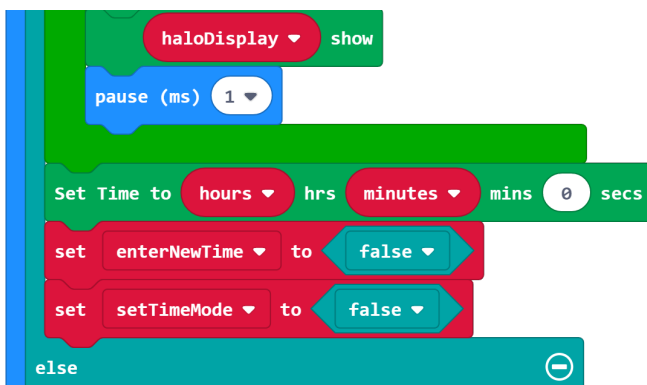 haloDisplay show
pause (ms) 1
Set Time to hours hrs minutes mins 0 secs
set enterNewTime to false
set setTimeMode to false
else